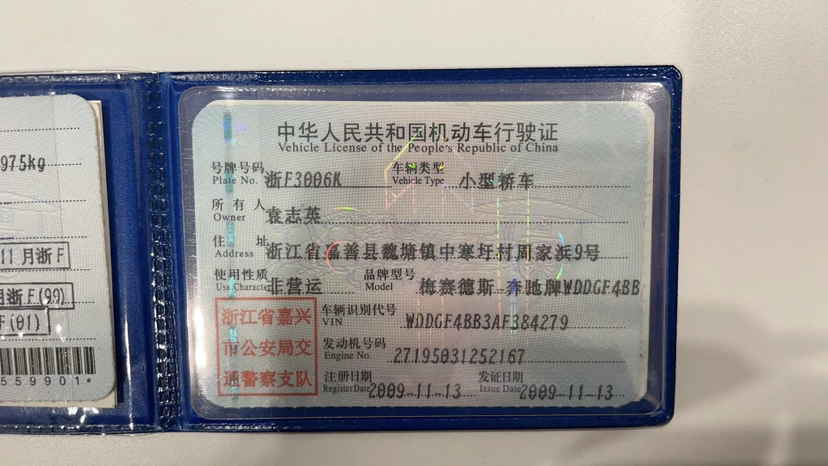 975kg
11月浙F
月浙F(99)
F(01)
559901*
中华人民共和国机动车行驶证
Vehicle License of the People's Republic of China
号牌号码 Plate No. 浙F3006K 车辆类型 Vehicle Type 小型轿车
所有人 Owner 袁志英
住址 Address 浙江省嘉善县魏塘镇中寒圩村周家浜9号
使用性质 Use Character 非营运 品牌型号 Model 梅赛德斯 奔驰牌WDDGF4BB
浙江省嘉兴
市公安局交
通警察支队
车辆识别代号 VIN WDDGF4BB3AF384279
发动机号码 Engine No. 27195031252167
注册日期 Register Date 2009-11-13 发证日期 Issue Date 2009-11-13